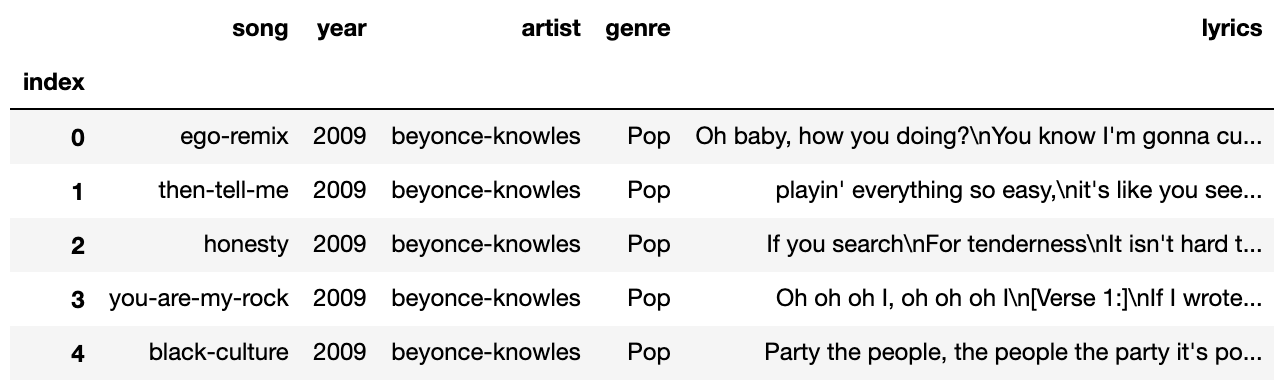 song year artist genre lyrics
index
0 ego-remix 2009 beyonce-knowles Pop Oh baby, how you doing?\nYou know I'm gonna cu...
1 then-tell-me 2009 beyonce-knowles Pop playin' everything so easy,\nit's like you see...
2 honesty 2009 beyonce-knowles Pop If you search\nFor tenderness\nIt isn't hard t...
3 you-are-my-rock 2009 beyonce-knowles Pop Oh oh oh I, oh oh oh I\n[Verse 1:]\nIf I wrote...
4 black-culture 2009 beyonce-knowles Pop Party the people, the people the party it's po...